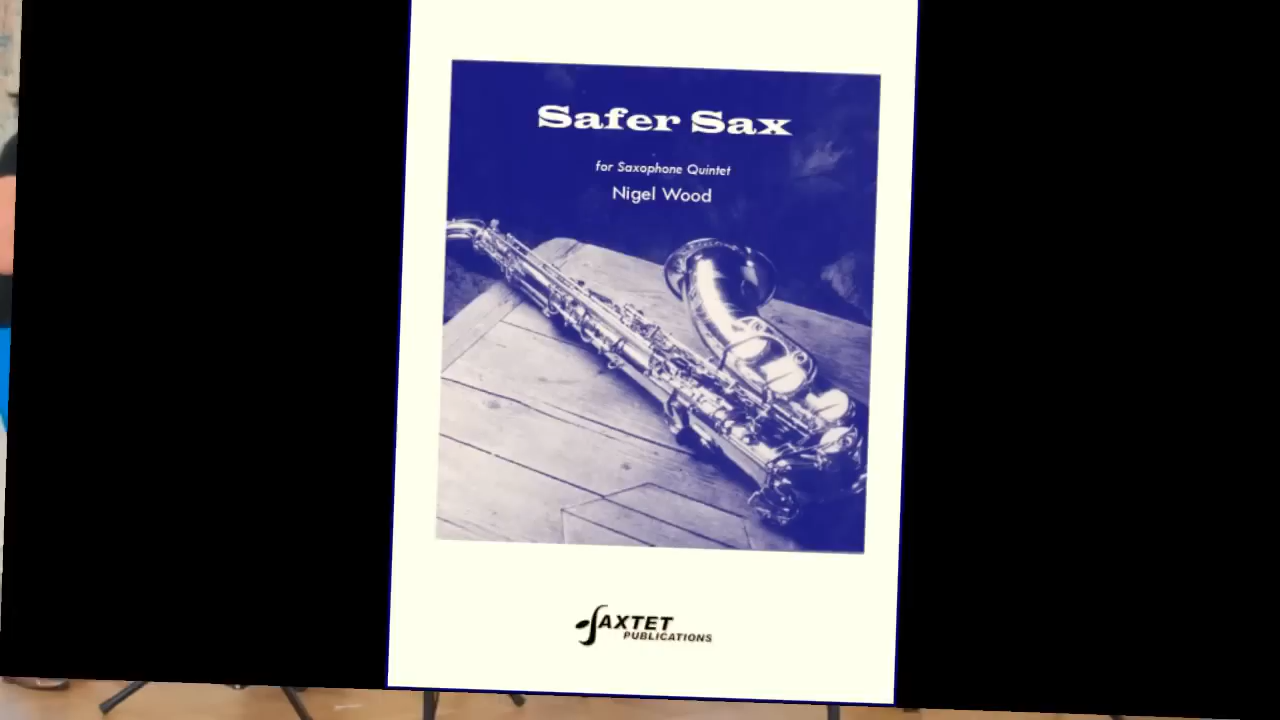 Safer Sax
for Saxophone Quintet
Nigel Wood
SAXTET
PUBLICATIONS